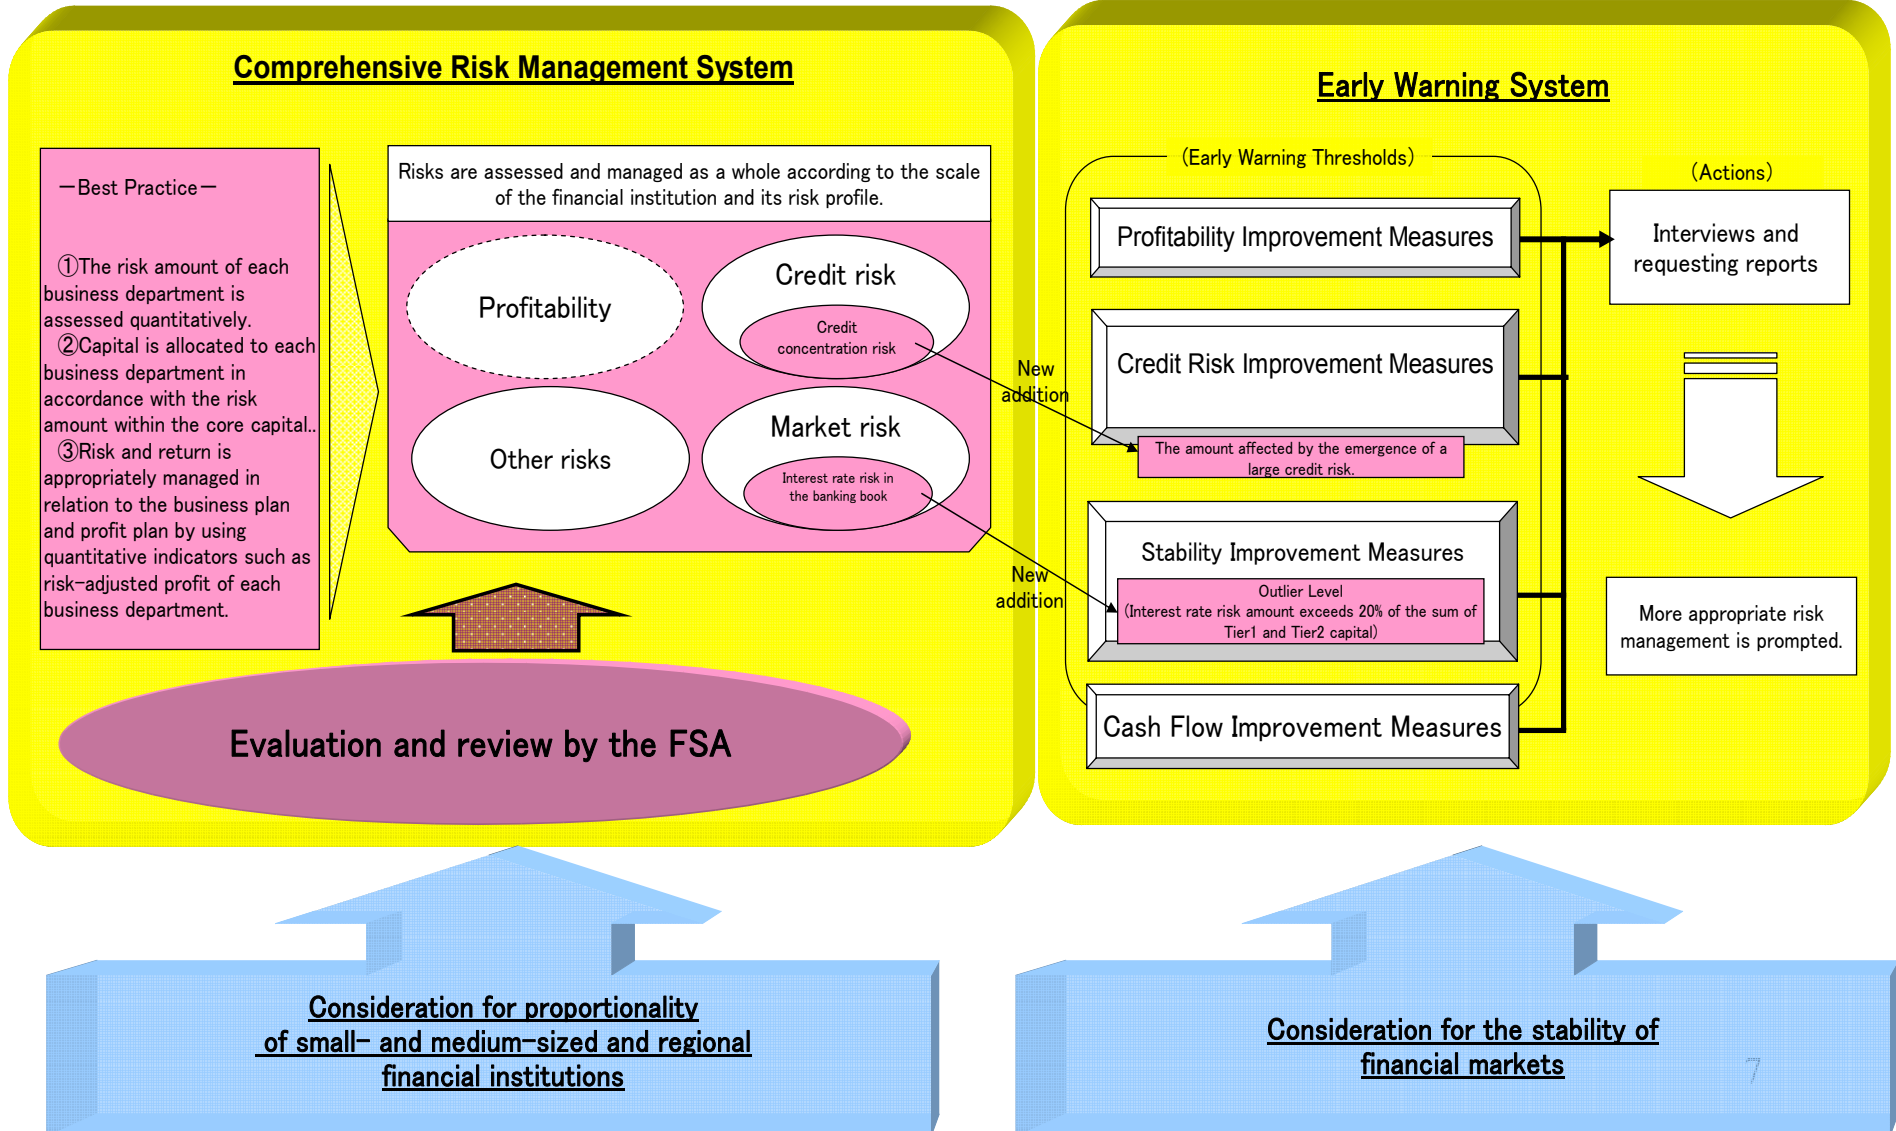 Comprehensive Risk Management System
－Best Practice－
①The risk amount of each
business department is
assessed quantitatively.
②Capital is allocated to each
business department in
accordance with the risk
amount within the core capital..
③Risk and return is
appropriately managed in
relation to the business plan
and profit plan by using
quantitative indicators such as
risk-adjusted profit of each
business department.
Risks are assessed and managed as a whole according to the scale
of the financial institution and its risk profile.
Profitability
Credit risk
Credit
concentration risk
Other risks
Market risk
Interest rate risk in
the banking book
Evaluation and review by the FSA
New
addition
New
addition
Early Warning System
(Early Warning Thresholds)
Profitability Improvement Measures
Credit Risk Improvement Measures
The amount affected by the emergence of a
large credit risk.
Stability Improvement Measures
Outlier Level
(Interest rate risk amount exceeds 20% of the sum of
Tier1 and Tier2 capital)
Cash Flow Improvement Measures
(Actions)
Interviews and
requesting reports
More appropriate risk
management is prompted.
Consideration for proportionality
of small- and medium-sized and regional
financial institutions
Consideration for the stability of
financial markets
7